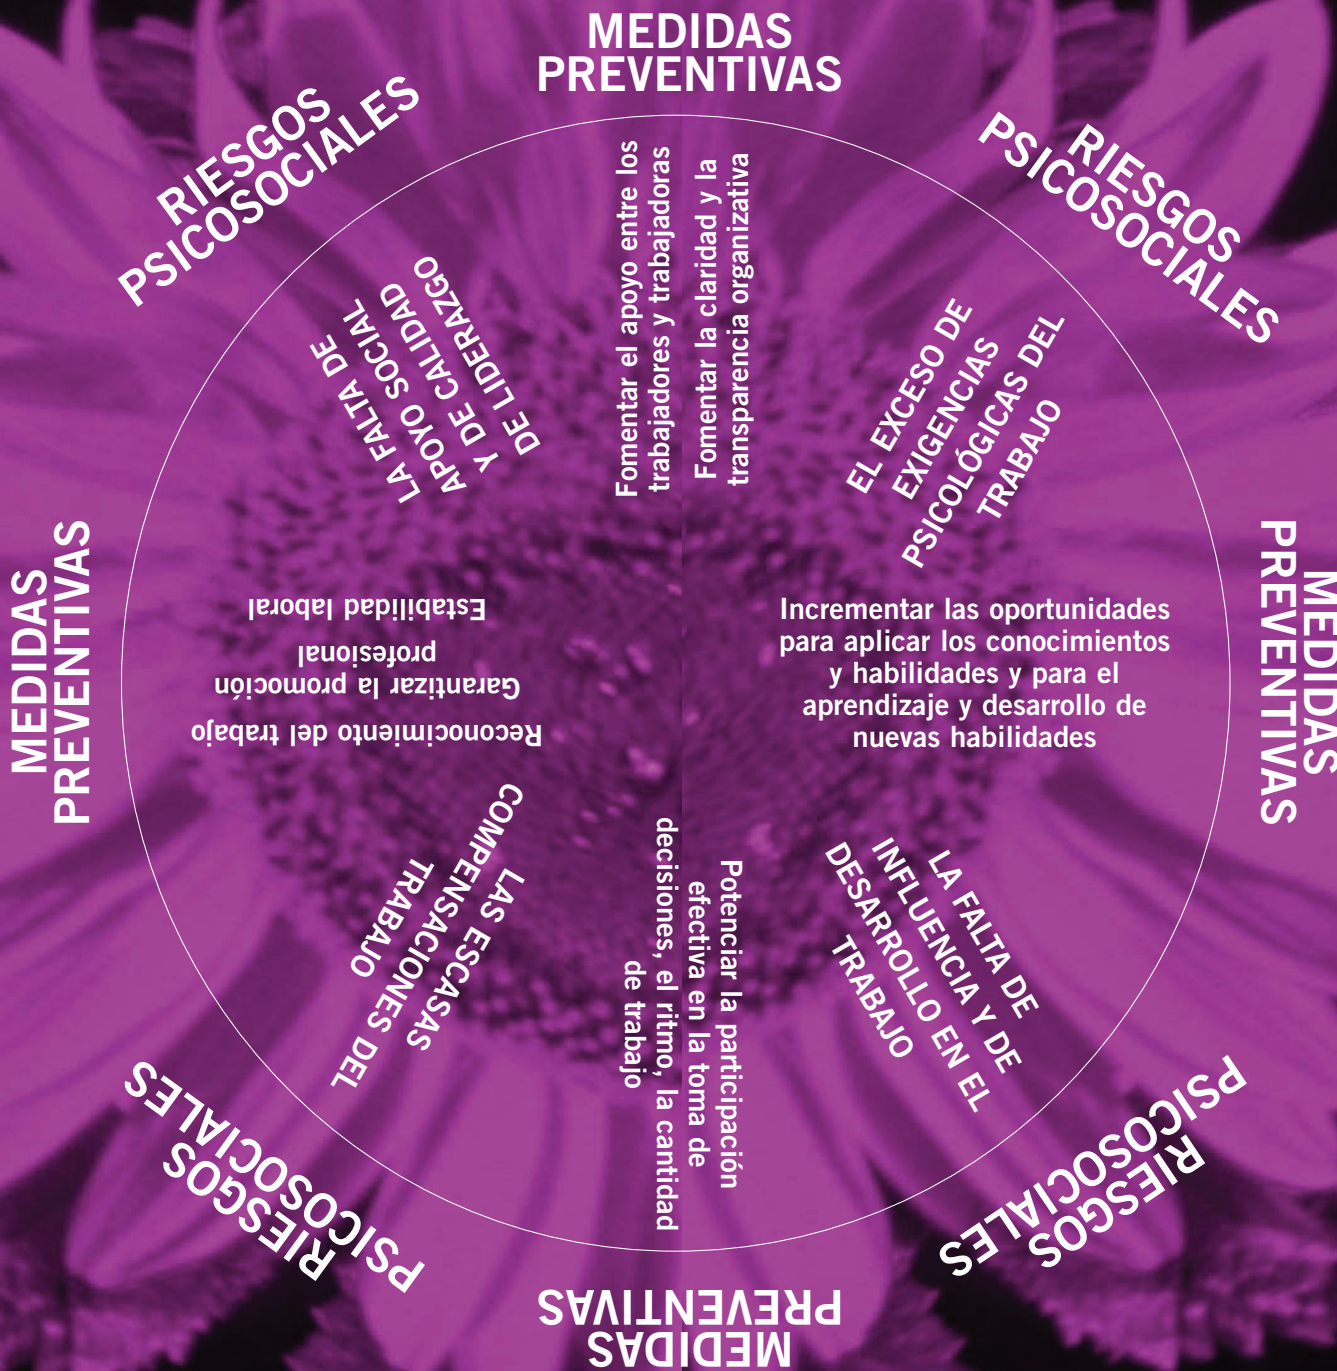 MEDIDAS
PREVENTIVAS
Fomentar el apoyo entre los
trabajadores y trabajadoras
Fomentar la claridad y la
transparencia organizativa
RIESGOS
PSICOSOCIALES
EL EXCESO DE
EXIGENCIAS
PSICOLÓGICAS DEL
TRABAJO
MEDIDAS
PREVENTIVAS
Incrementar las oportunidades
para aplicar los conocimientos
y habilidades y para el
aprendizaje y desarrollo de
nuevas habilidades
RIESGOS
PSICOSOCIALES
LA FALTA DE
INFLUENCIA Y DE
DESARROLLO EN EL
TRABAJO
MEDIDAS
PREVENTIVAS
Potenciar la participación
efectiva en la toma de
decisiones, el ritmo, la cantidad
de trabajo
RIESGOS
PSICOSOCIALES
LAS ESCASAS
COMPENSACIONES DEL
TRABAJO
MEDIDAS
PREVENTIVAS
Reconocimiento del trabajo
Garantizar la promoción
profesional
Estabilidad laboral
RIESGOS
PSICOSOCIALES
LA FALTA DE
APOYO SOCIAL
Y DE CALIDAD
DE LIDERAZGO